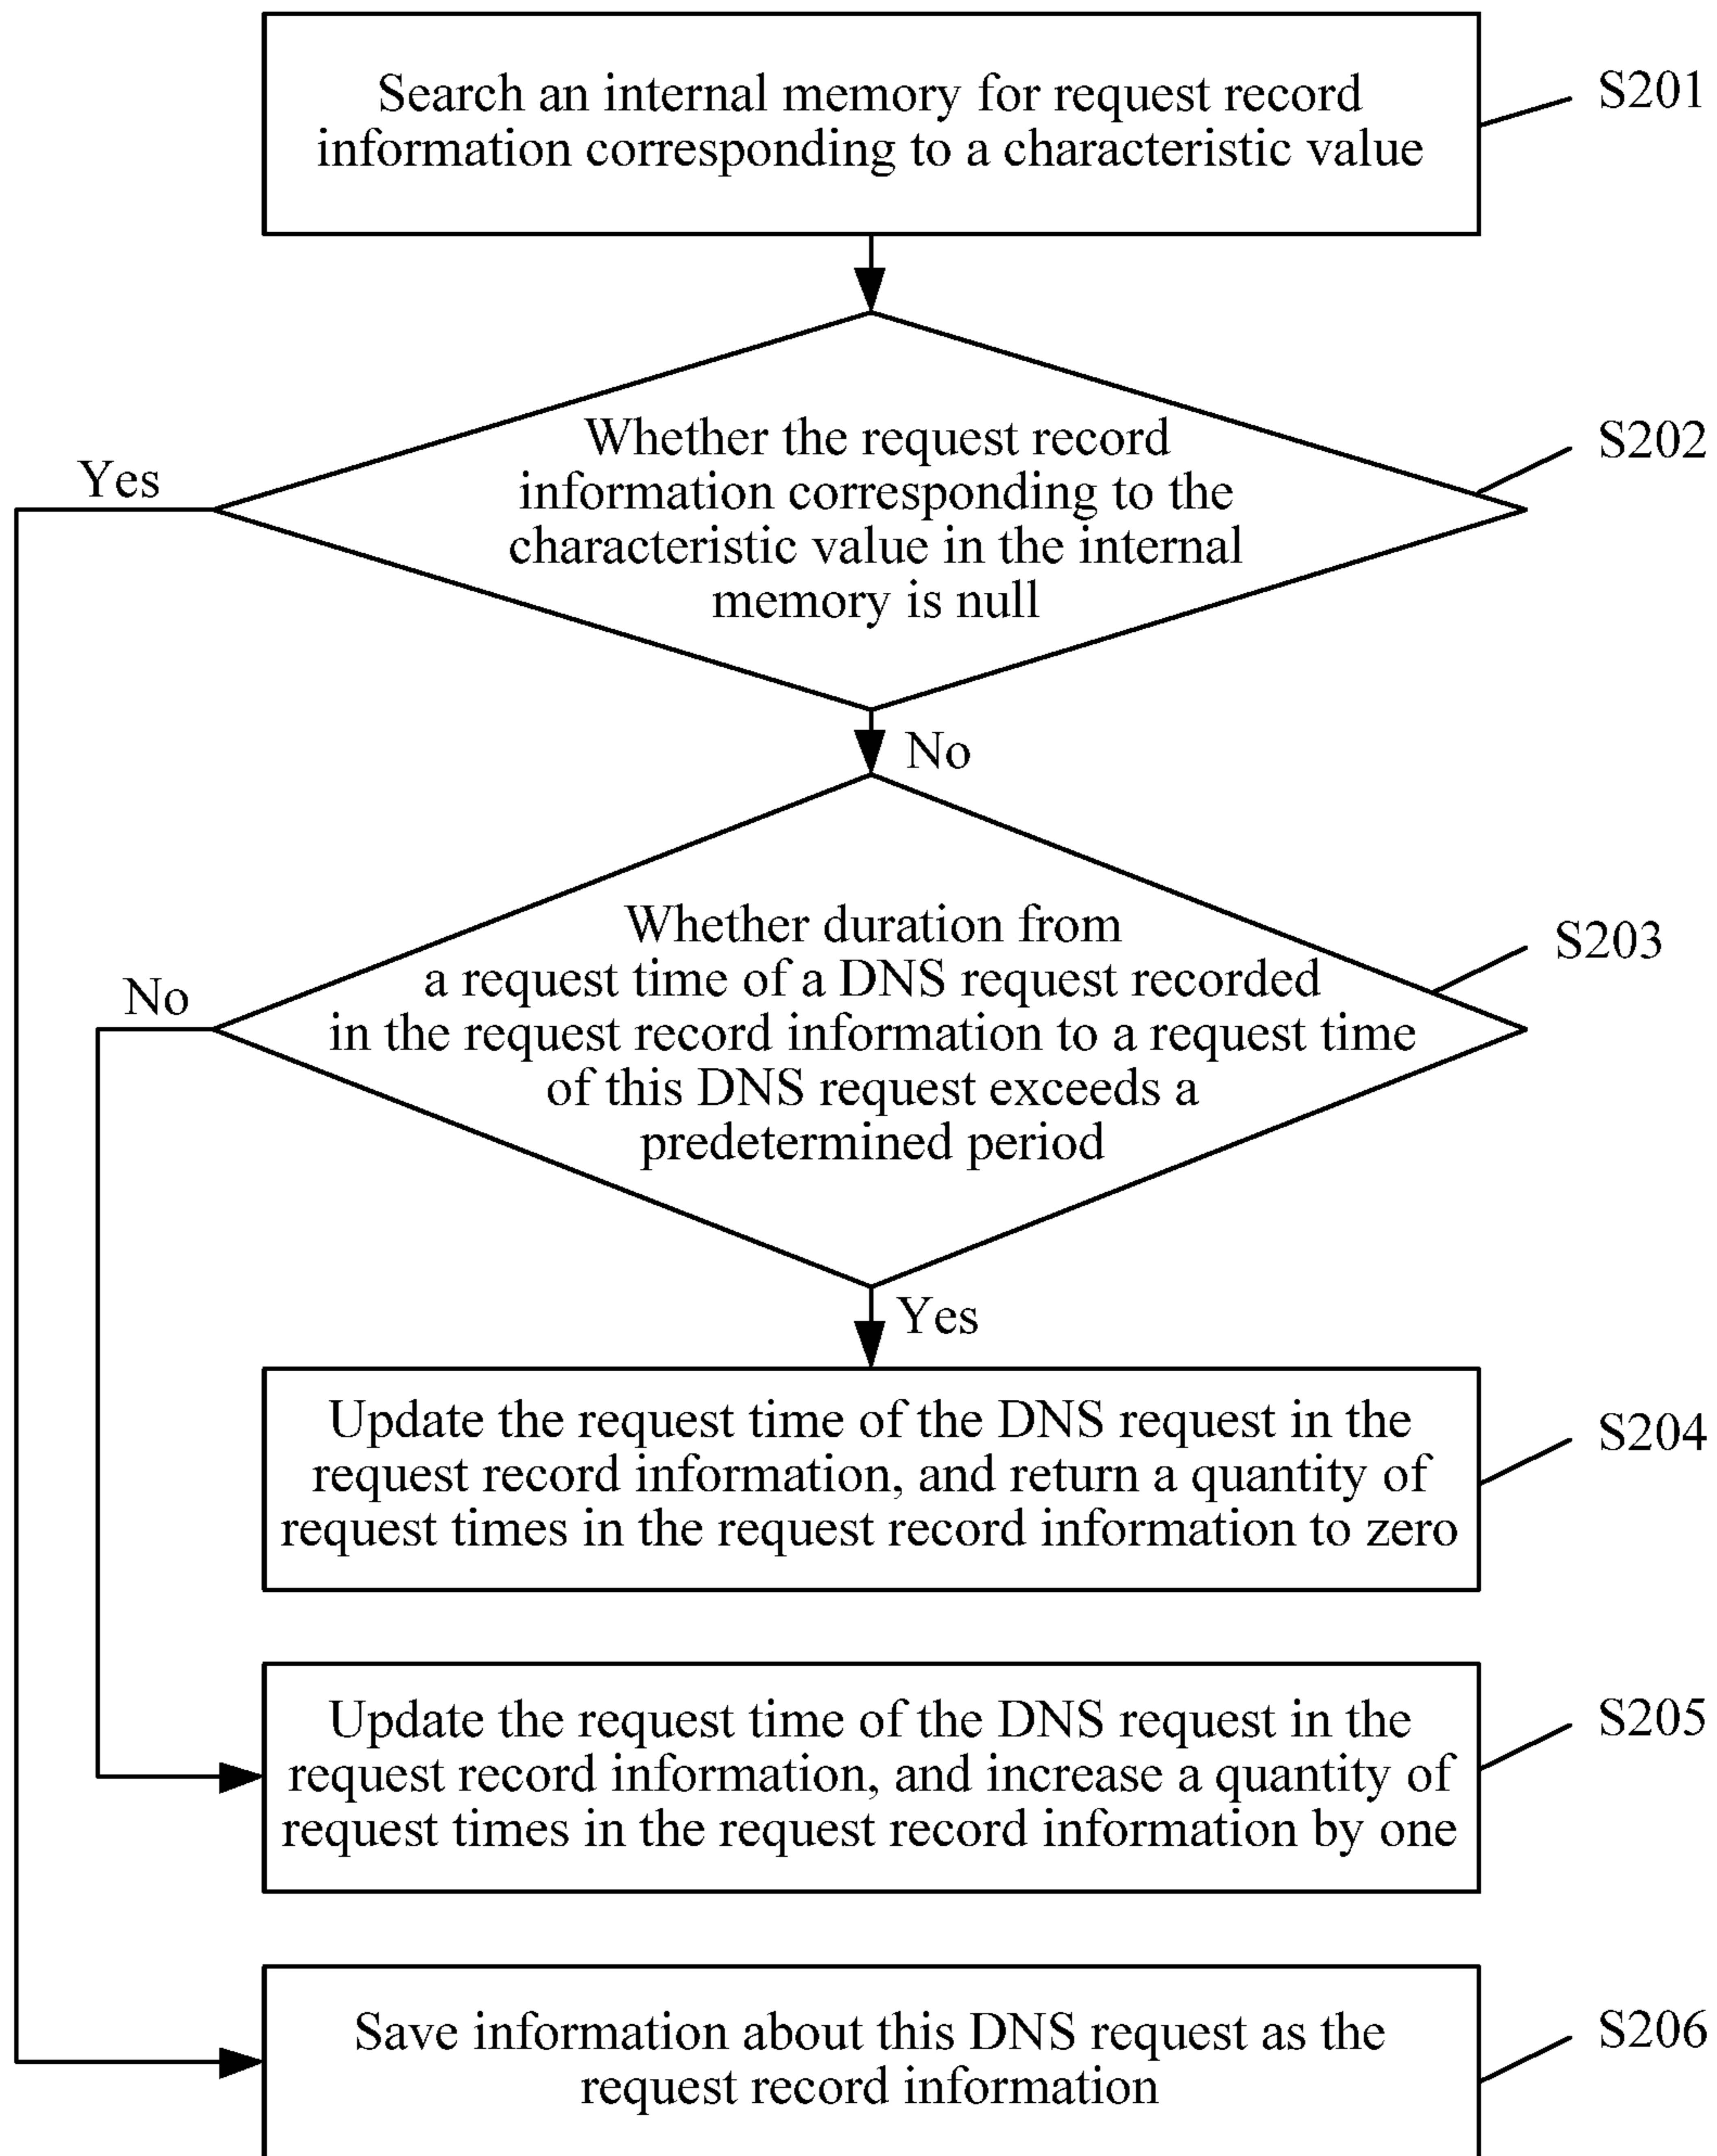 Search an internal memory for request record
information corresponding to a characteristic value
S201
Whether the request record
information corresponding to the
characteristic value in the internal
memory is null
S202
Yes
No
Whether duration from
a request time of a DNS request recorded
in the request record information to a request time
of this DNS request exceeds a
predetermined period
S203
No
Yes
Update the request time of the DNS request in the
request record information, and return a quantity of
request times in the request record information to zero
S204
Update the request time of the DNS request in the
request record information, and increase a quantity of
request times in the request record information by one
S205
Save information about this DNS request as the
request record information
S206